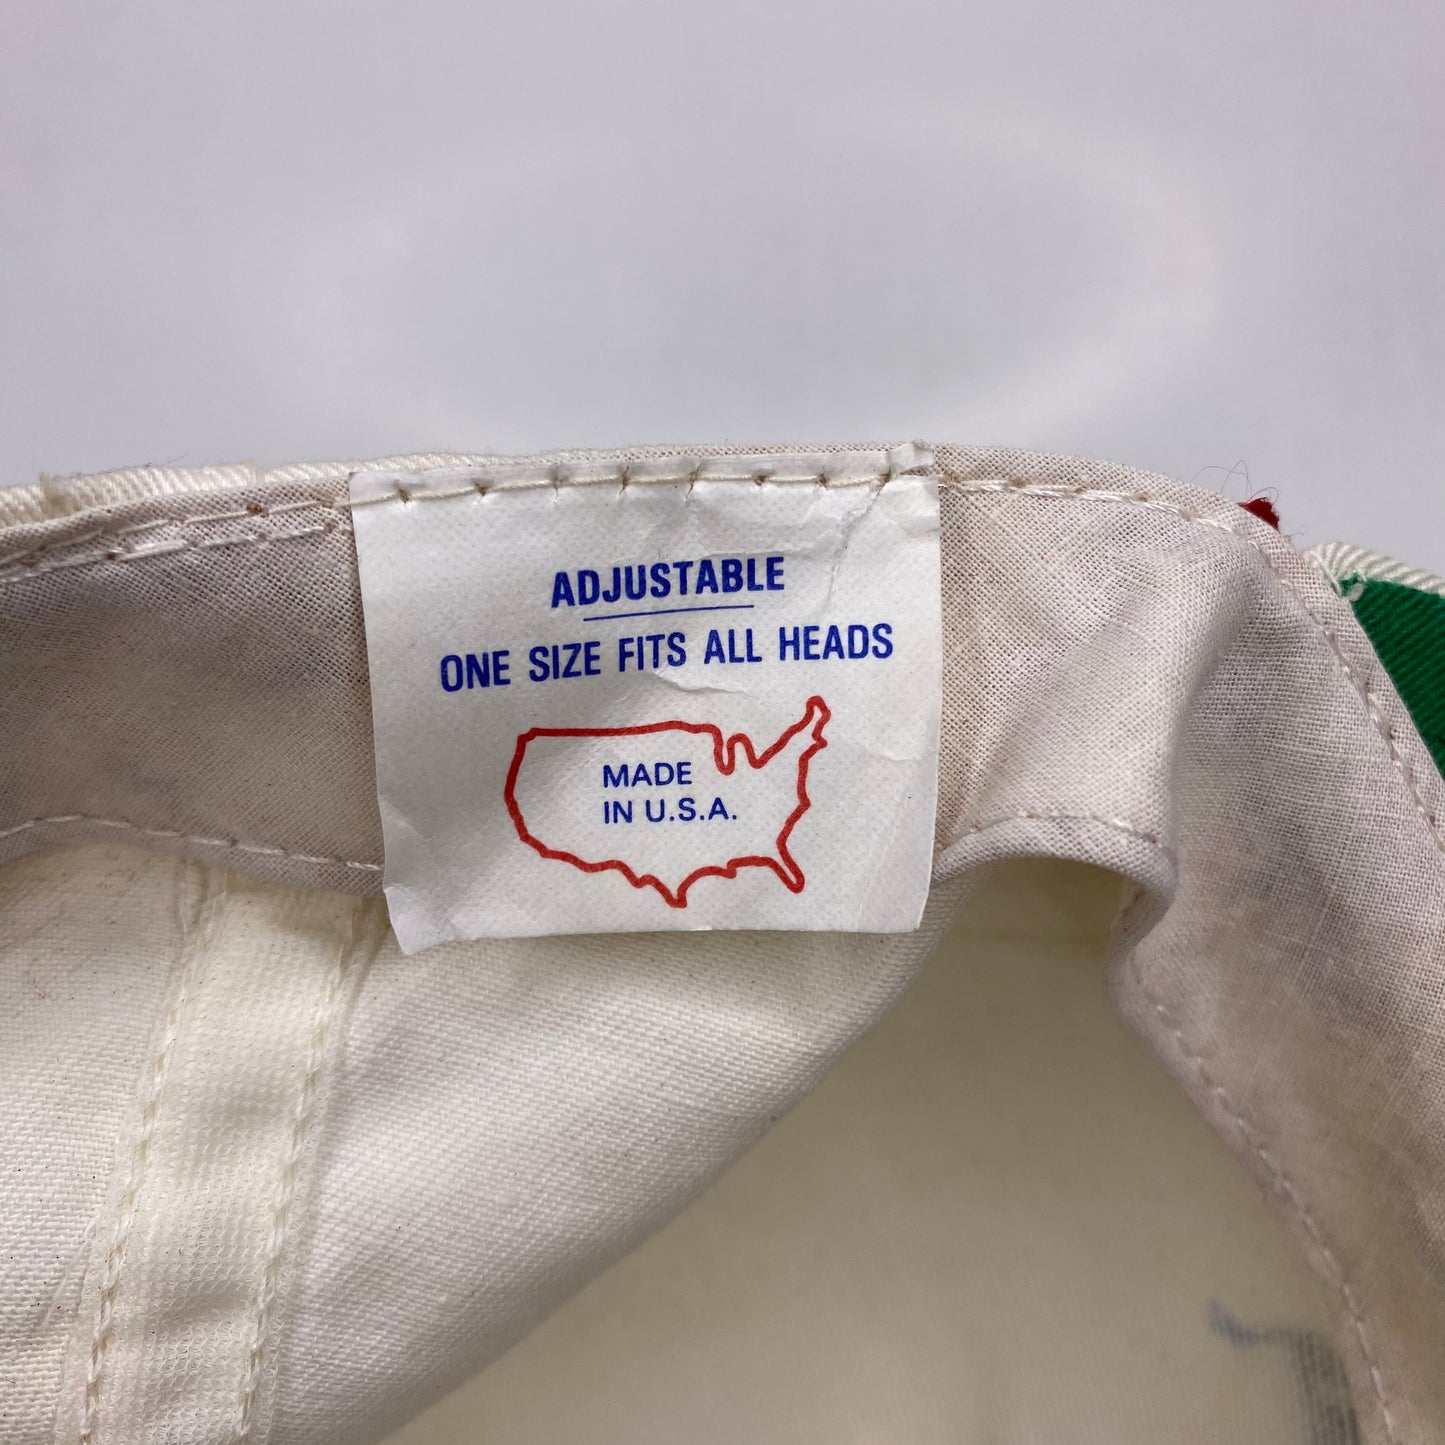 ADJUSTABLE
ONE SIZE FITS ALL HEADS
MADE
IN U.S.A.